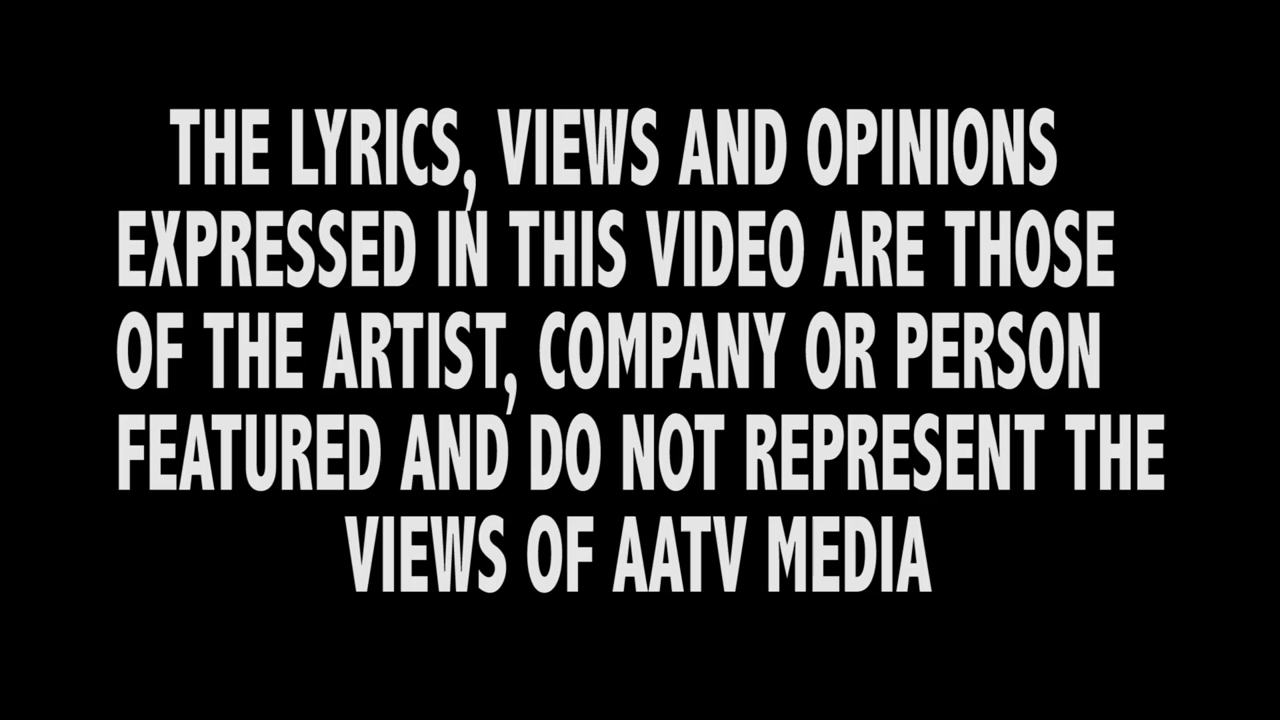 THE LYRICS, VIEWS AND OPINIONS
EXPRESSED IN THIS VIDEO ARE THOSE
OF THE ARTIST, COMPANY OR PERSON
FEATURED AND DO NOT REPRESENT THE
VIEWS OF AATV MEDIA